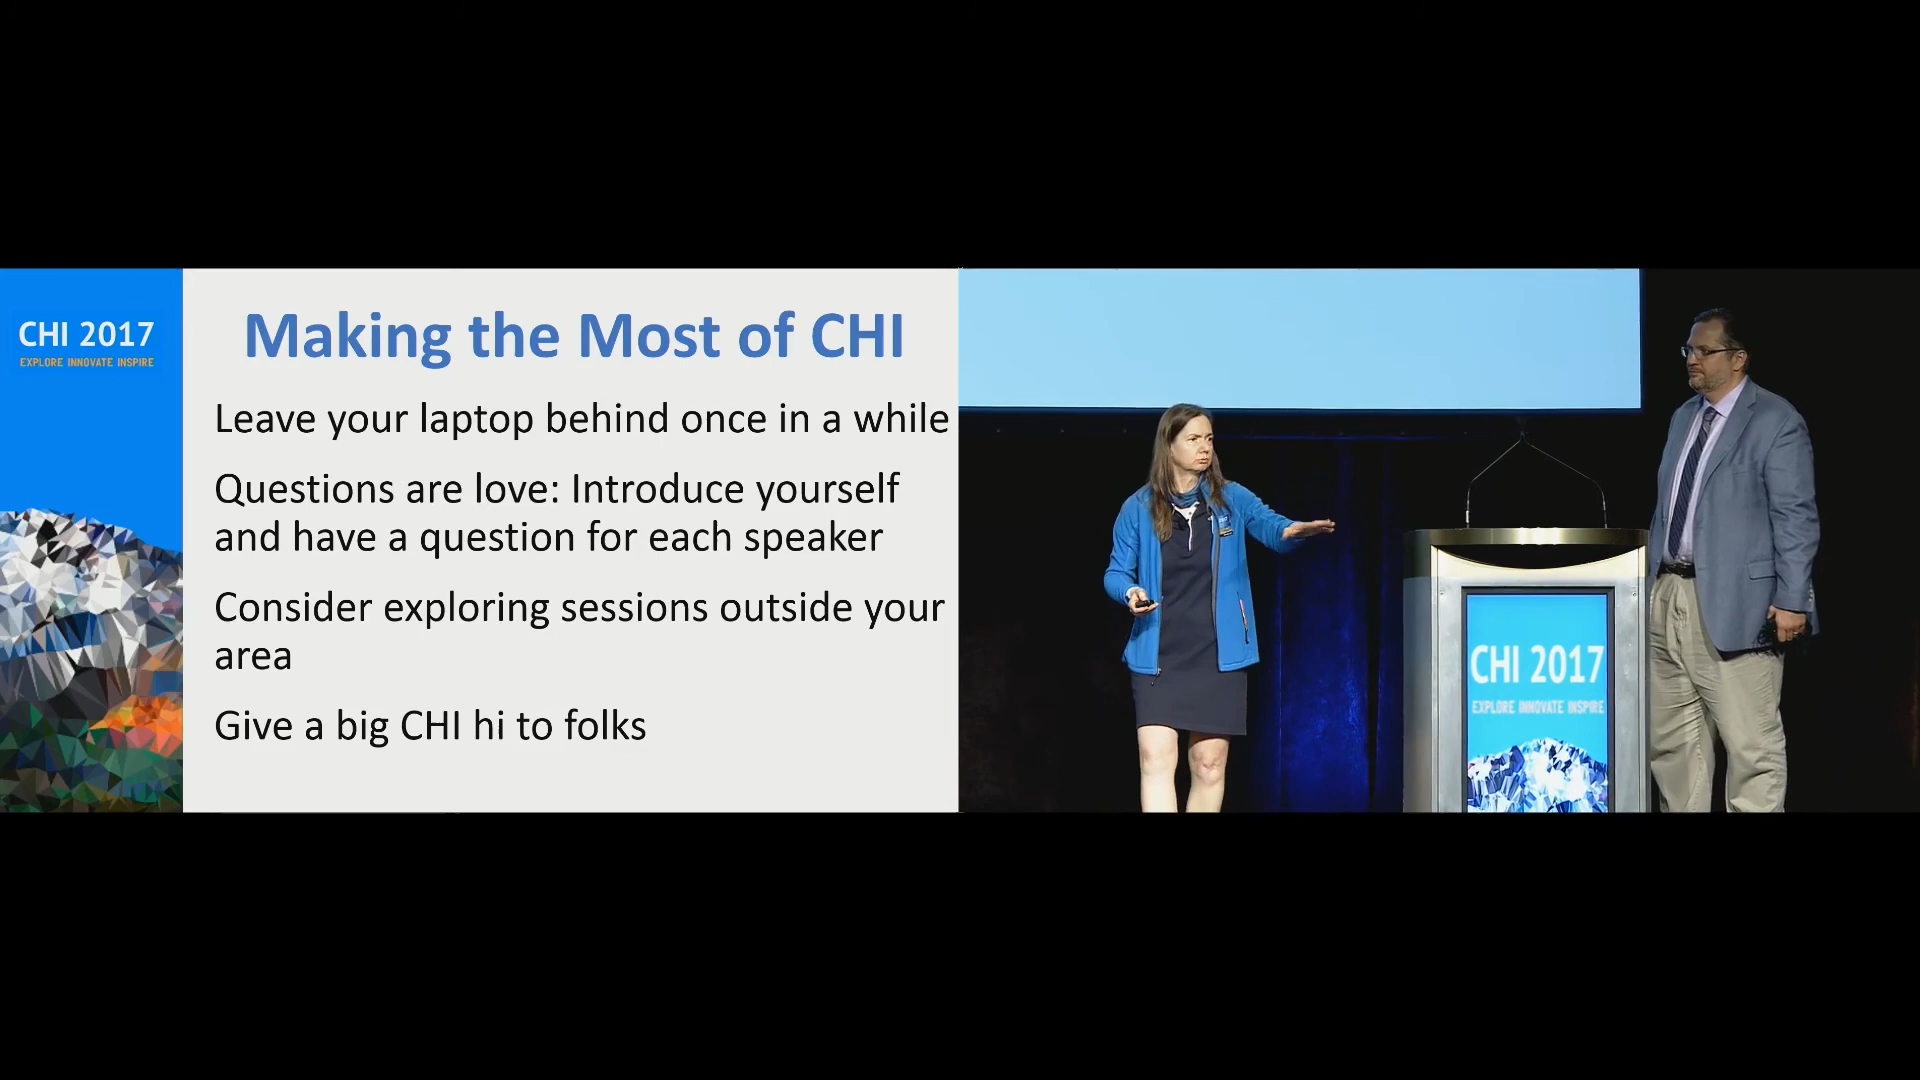 CHI 2017
EXPLORE INNOVATE INSPIRE
Making the Most of CHI
Leave your laptop behind once in a while
Questions are love: Introduce yourself
and have a question for each speaker
Consider exploring sessions outside your
area
Give a big CHI hi to folks
CHI 2017
EXPLORE INNOVATE INSPIRE